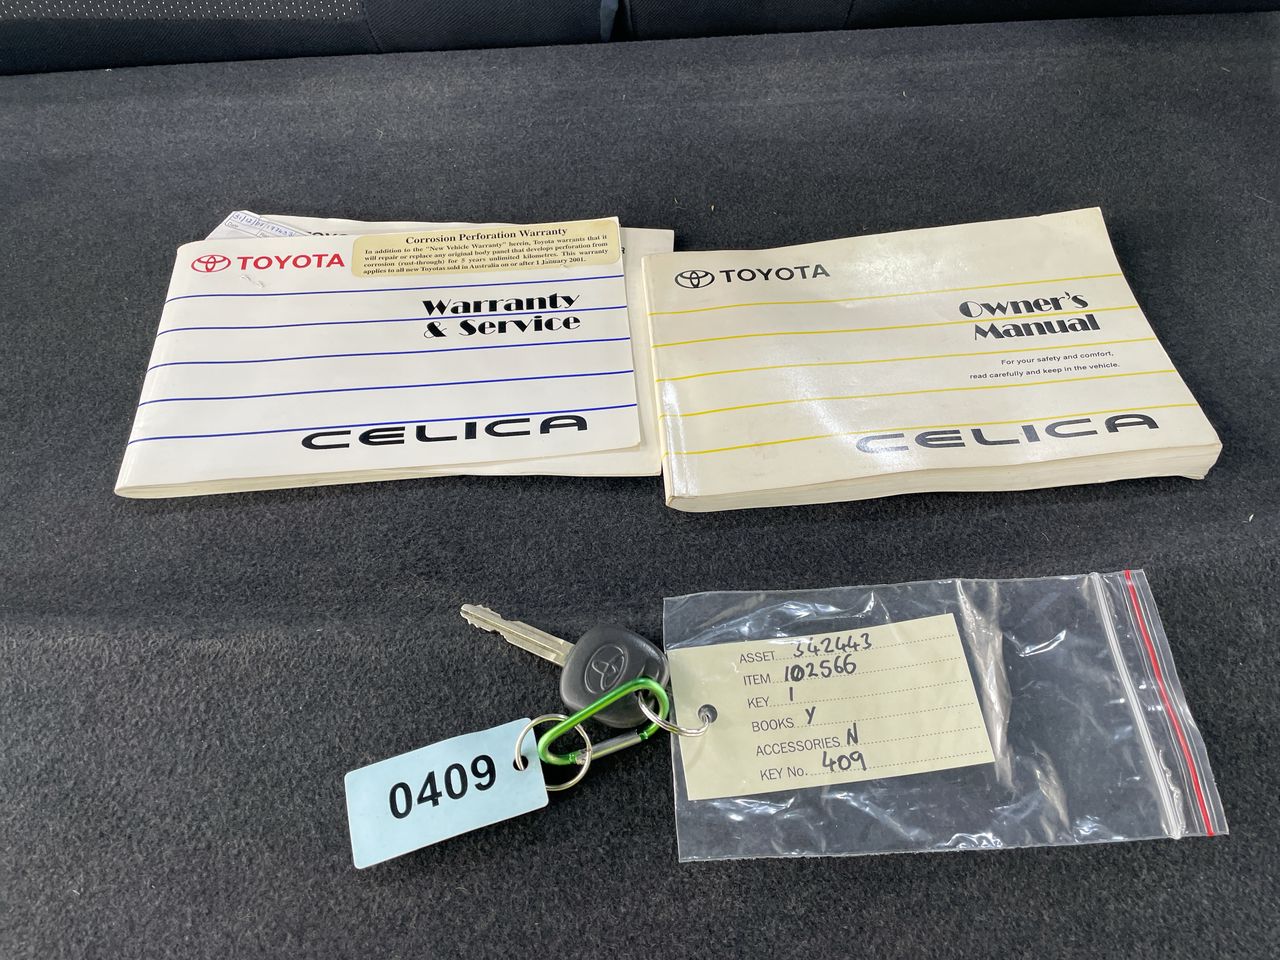 TOYOTA
Corrosion Perforation Warranty
In addition to the "New Vehicle Warranty" herein, Toyota warrants that it
will repair or replace any original body panel that develops perforation from
corrosion (rust-through) for 5 years unlimited kilometres. This warranty
applies to all new Toyotas sold in Australia on or after 1 January 2001.
Warranty
& Service
CELICA
TOYOTA
Owner's
Manual
For your safety and comfort,
read carefully and keep in the vehicle.
CELICA
0409
ASSET 342443
ITEM 102566
KEY 1
BOOKS Y
ACCESSORIES N
KEY No. 409